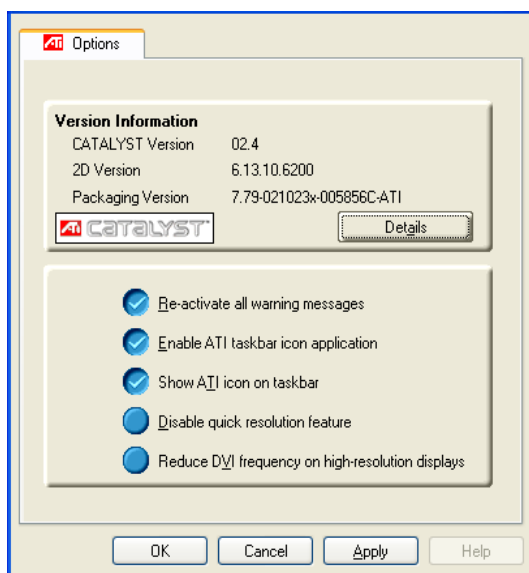 ATI Options
Version Information
CATALYST Version 02.4
2D Version 6.13.10.6200
Packaging Version 7.79-021023x-005856C-ATI
ATI CATALYST Details
Re-activate all warning messages
Enable ATI taskbar icon application
Show ATI icon on taskbar
Disable quick resolution feature
Reduce DVI frequency on high-resolution displays
OK Cancel Apply Help